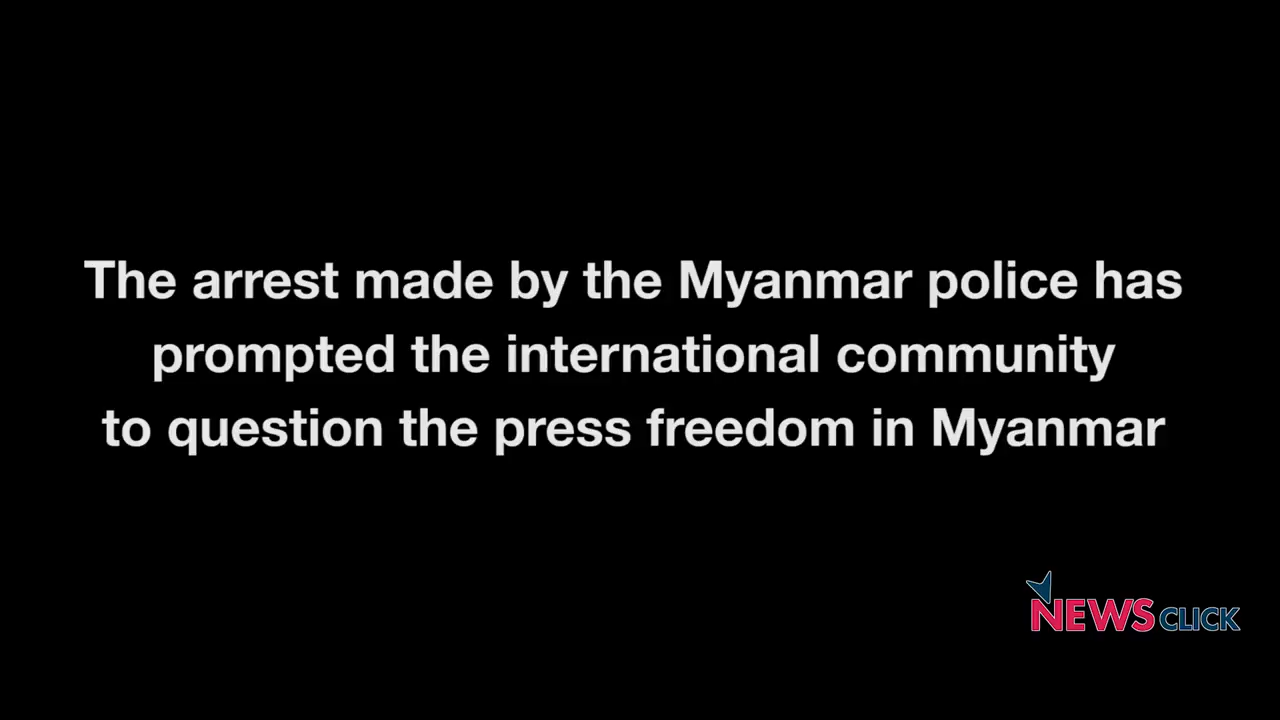 The arrest made by the Myanmar police has
prompted the international community
to question the press freedom in Myanmar
NEWSCLICK